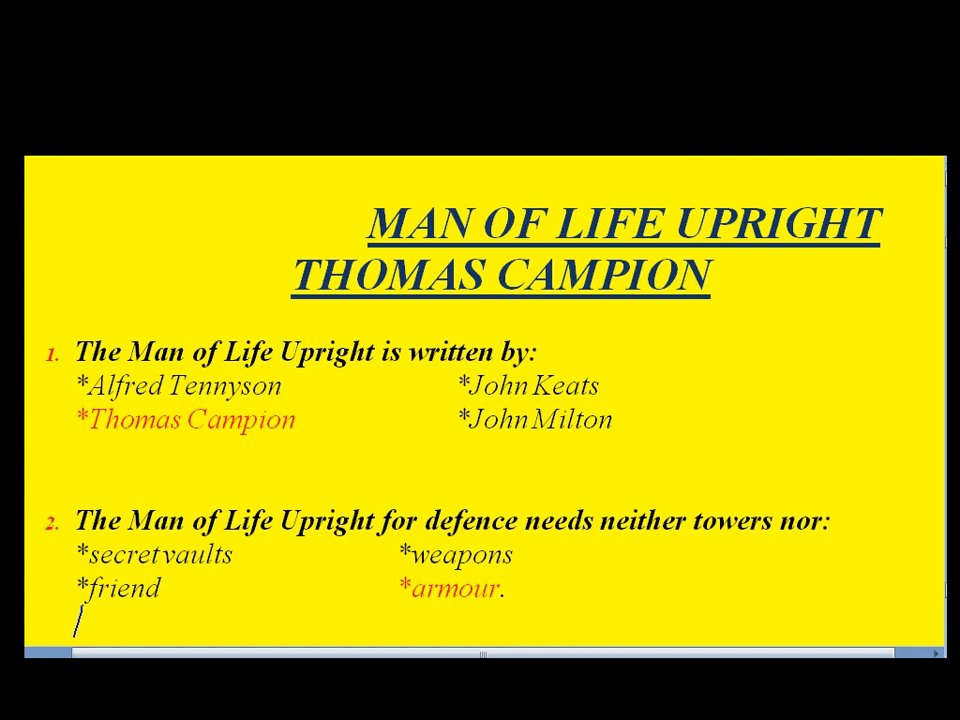 MAN OF LIFE UPRIGHT
THOMAS CAMPION
1. The Man of Life Upright is written by:
*Alfred Tennyson *John Keats
*Thomas Campion *John Milton
2. The Man of Life Upright for defence needs neither towers nor:
*secret vaults *weapons
*friend *armour.